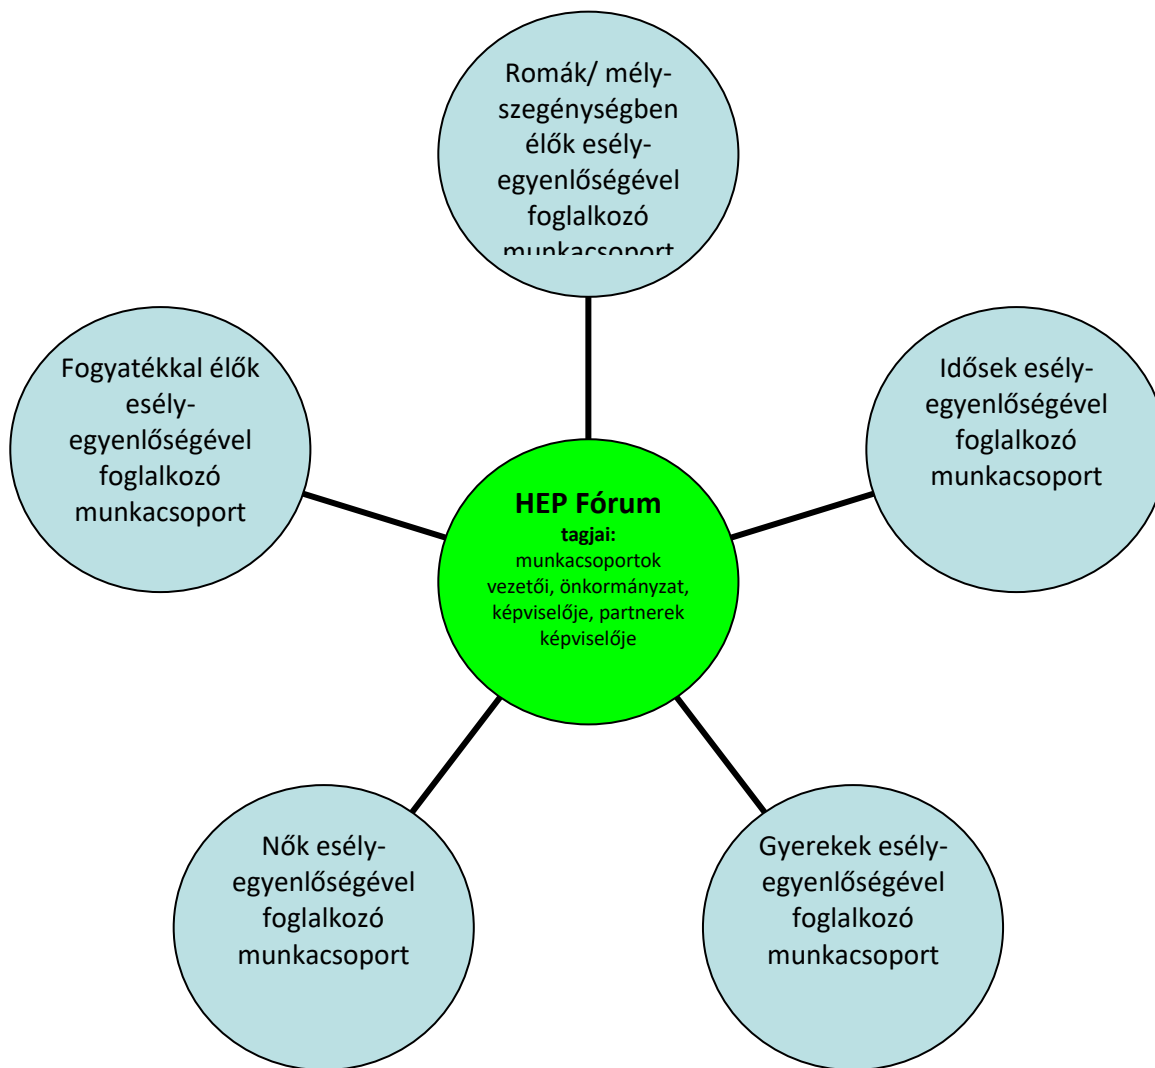 Romák/ mély-
szegénységben
élők esély-
egyenlőségével
foglalkozó
munkacsoport
Fogyatékkal élők
esély-
egyenlőségével
foglalkozó
munkacsoport
Idősek esély-
egyenlőségével
foglalkozó
munkacsoport
HEP Fórum
tagjai:
munkacsoportok
vezetői, önkormányzat,
képviselője, partnerek
képviselője
Nők esély-
egyenlőségével
foglalkozó
munkacsoport
Gyerekek esély-
egyenlőségével
foglalkozó
munkacsoport